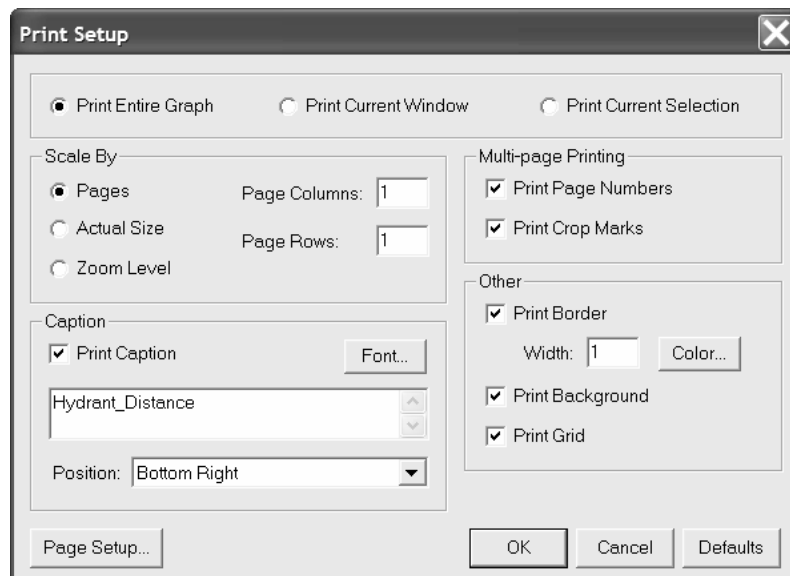 Print Setup
Print Entire Graph Print Current Window Print Current Selection
Scale By
Pages Page Columns: 1
Actual Size
Page Rows: 1
Zoom Level
Multi-page Printing
Print Page Numbers
Print Crop Marks
Caption
Print Caption Font...
Hydrant_Distance
Position: Bottom Right
Other
Print Border
Width: 1 Color...
Print Background
Print Grid
Page Setup... OK Cancel Defaults